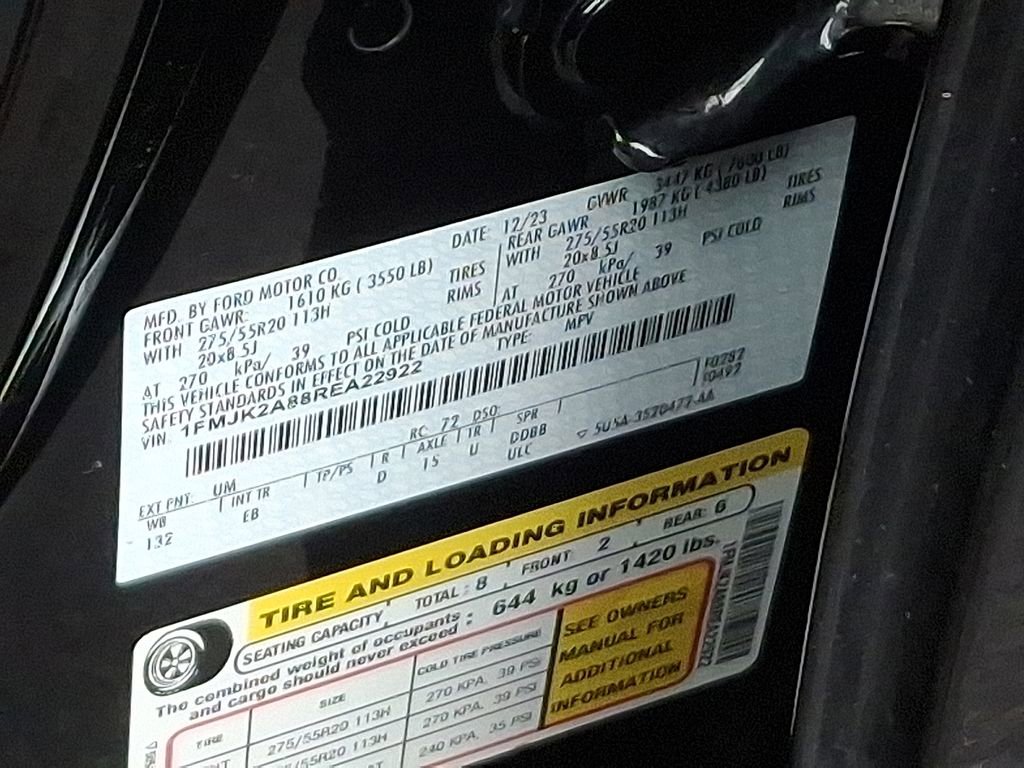 MFD. BY FORD MOTOR CO. DATE: 12/23 GVWR 3447 KG ( 7600 LB)
FRONT GAWR: 1610 KG ( 3550 LB) REAR GAWR 1987 KG ( 4380 LB)
WITH 275/55R20 113H TIRES WITH 275/55R20 113H TIRES
20x8.5J RIMS 20x8.5J RIMS
AT 270 kPa/ 39 PSI COLD AT 270 kPa/ 39 PSI COLD
THIS VEHICLE CONFORMS TO ALL APPLICABLE FEDERAL MOTOR VEHICLE
SAFETY STANDARDS IN EFFECT ON THE DATE OF MANUFACTURE SHOWN ABOVE
VIN: 1FMJK2A88REA22922 TYPE: MPV
F0282
EXT PNT: UM RC: 72 DSO:
WB INT TR TP/PS R AXLE TR SPR
132 EB D 15 U DDBB
ULC 5U5A-3520472-AA
TIRE AND LOADING INFORMATION
SEATING CAPACITY TOTAL: 8 FRONT 2 REAR: 6
The combined weight of occupants and cargo should never exceed : 644 kg or 1420 lbs.
TIRE SIZE COLD TIRE PRESSURE
275/55R20 113H 270 KPA, 39 PSI
275/55R20 113H 270 KPA, 39 PSI
240 KPA, 35 PSI
SEE OWNERS
MANUAL FOR
ADDITIONAL
INFORMATION